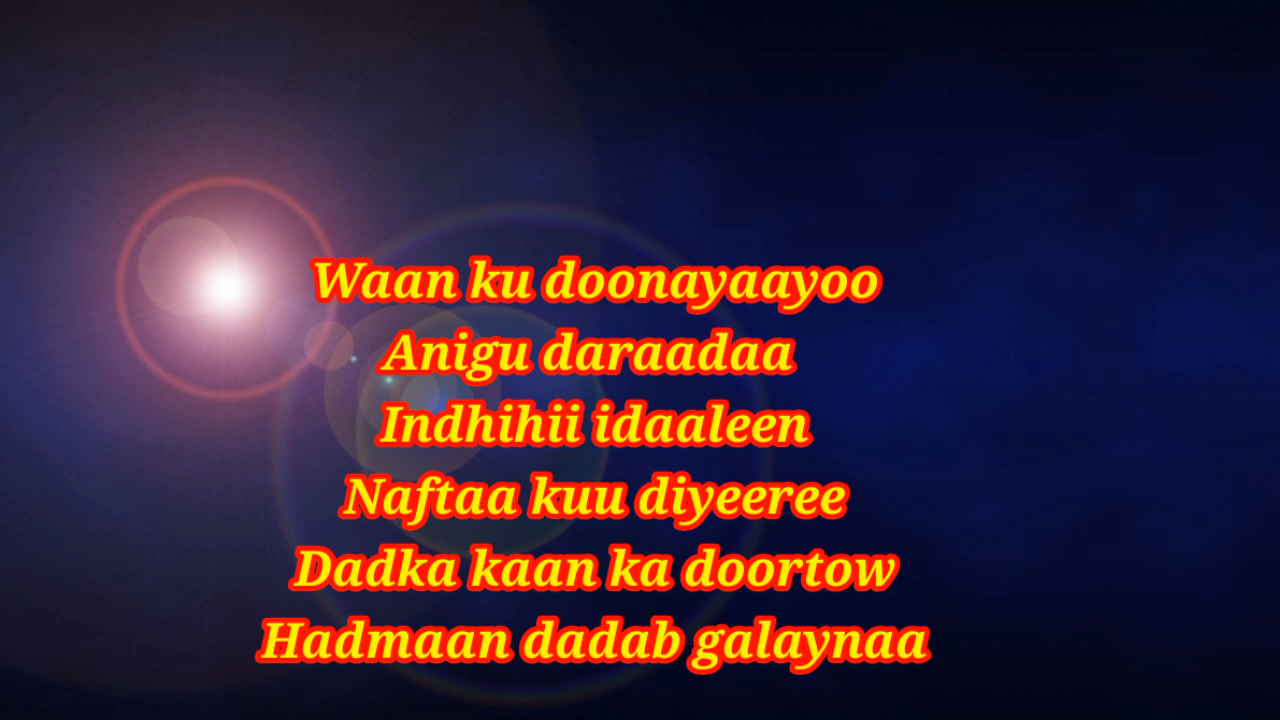 Waan ku doonayaayoo
Anigu daraadaa
Indhihii idaaleen
Naftaa kuu diyeeree
Dadka kaan ka doortow
Hadmaan dadab galaynaa